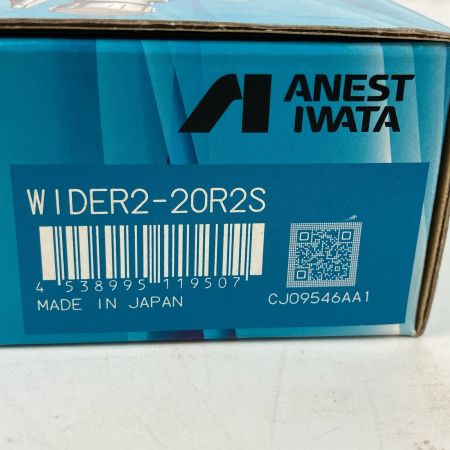 ANEST
IWATA
WIDER2-20R2S
4 538995 119507
MADE IN JAPAN
CJ09546AA1